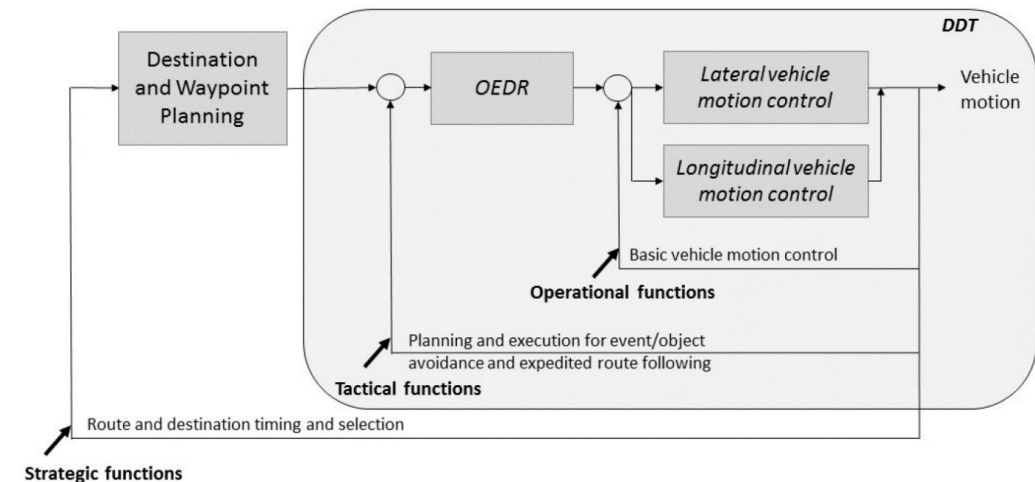 DDT
Destination
and Waypoint
Planning
OEDR
Lateral vehicle
motion control
Vehicle
motion
Longitudinal vehicle
motion control
Basic vehicle motion control
Operational functions
Planning and execution for event/object
avoidance and expedited route following
Tactical functions
Route and destination timing and selection
Strategic functions